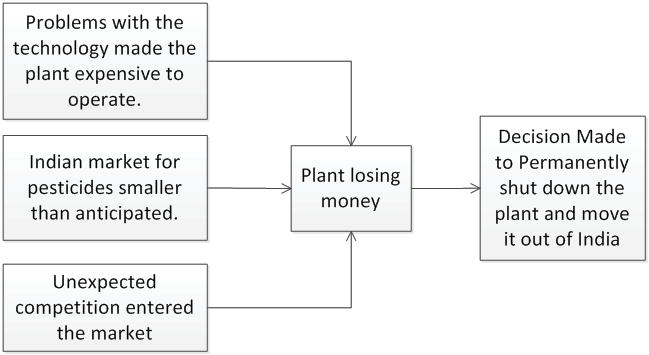 Problems with the
technology made the
plant expensive to
operate.
Indian market for
pesticides smaller
than anticipated.
Unexpected
competition entered
the market
Plant losing
money
Decision Made
to Permanently
shut down the
plant and move
it out of India